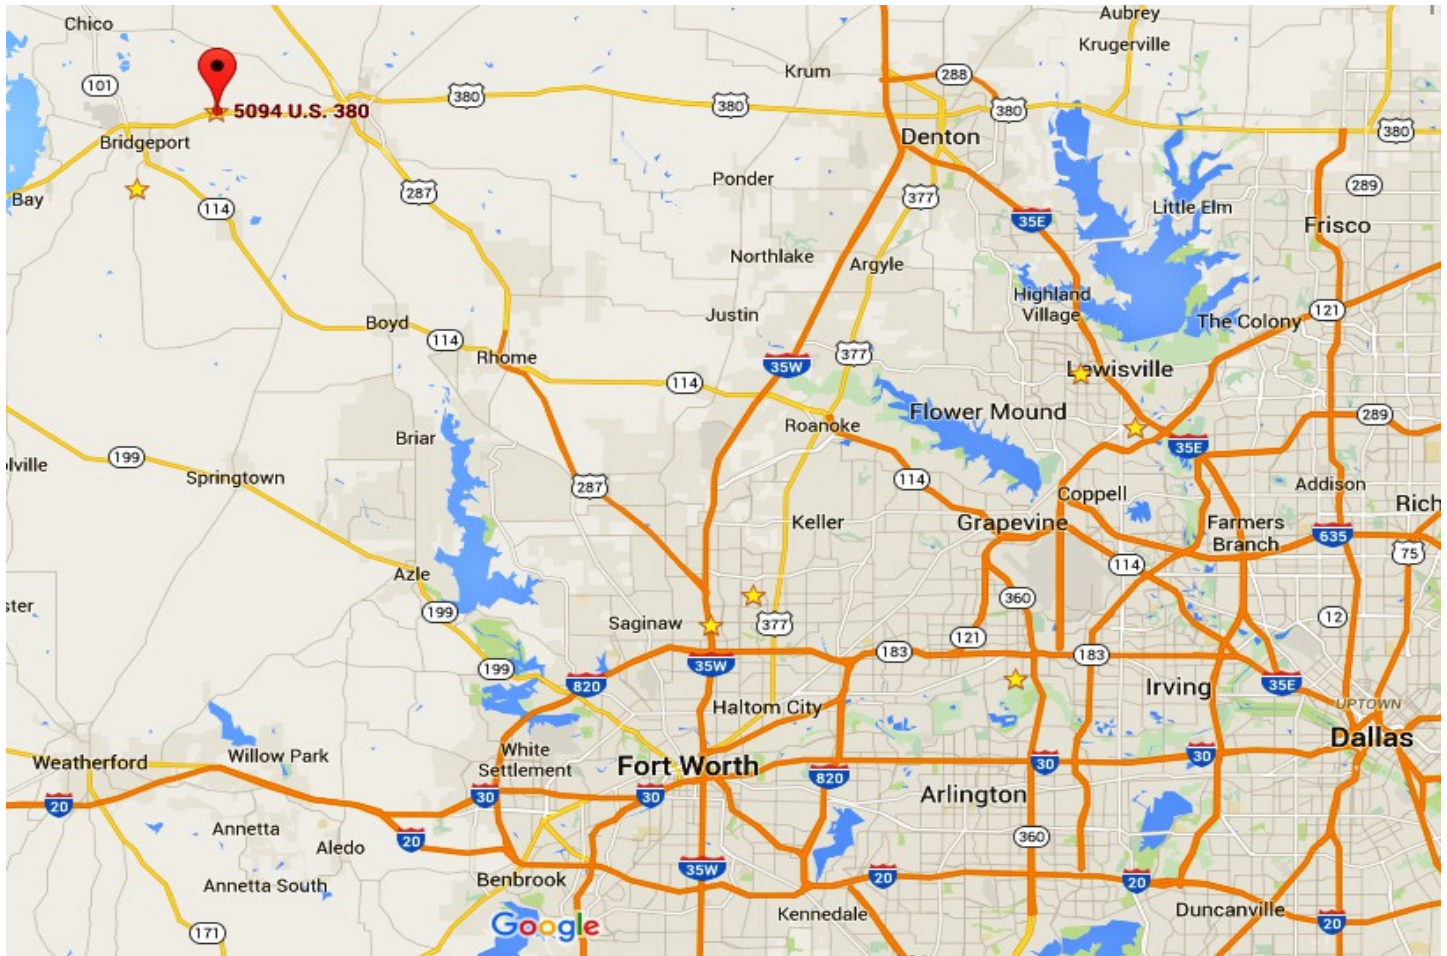 Chico
Aubrey
Krugerville
Krum
288
101
380
380
380
5094 U.S. 380
380
Bridgeport
Denton
Ponder
289
287
377
Bay
114
Little Elm
35E
Frisco
Northlake
Argyle
Highland
Village
Justin
121
The Colony
Boyd
114
Rhome
377
35W
Lewisville
114
Flower Mound
289
Roanoke
Briar
35E
199
olville
Springtown
114
287
Addison
Coppell
Rich
Keller
Grapevine
Farmers
Branch
635
75
Azle
114
ster
360
199
12
Saginaw
377
121
183
183
35W
199
820
Irving
35E
UPTOWN
Haltom City
Dallas
White
Settlement
Willow Park
Weatherford
Fort Worth
30
30
820
30
30
Arlington
20
Annetta
Aledo
20
360
Annetta South
Benbrook
35W
20
20
Duncanville
Kennedale
20
171
Google